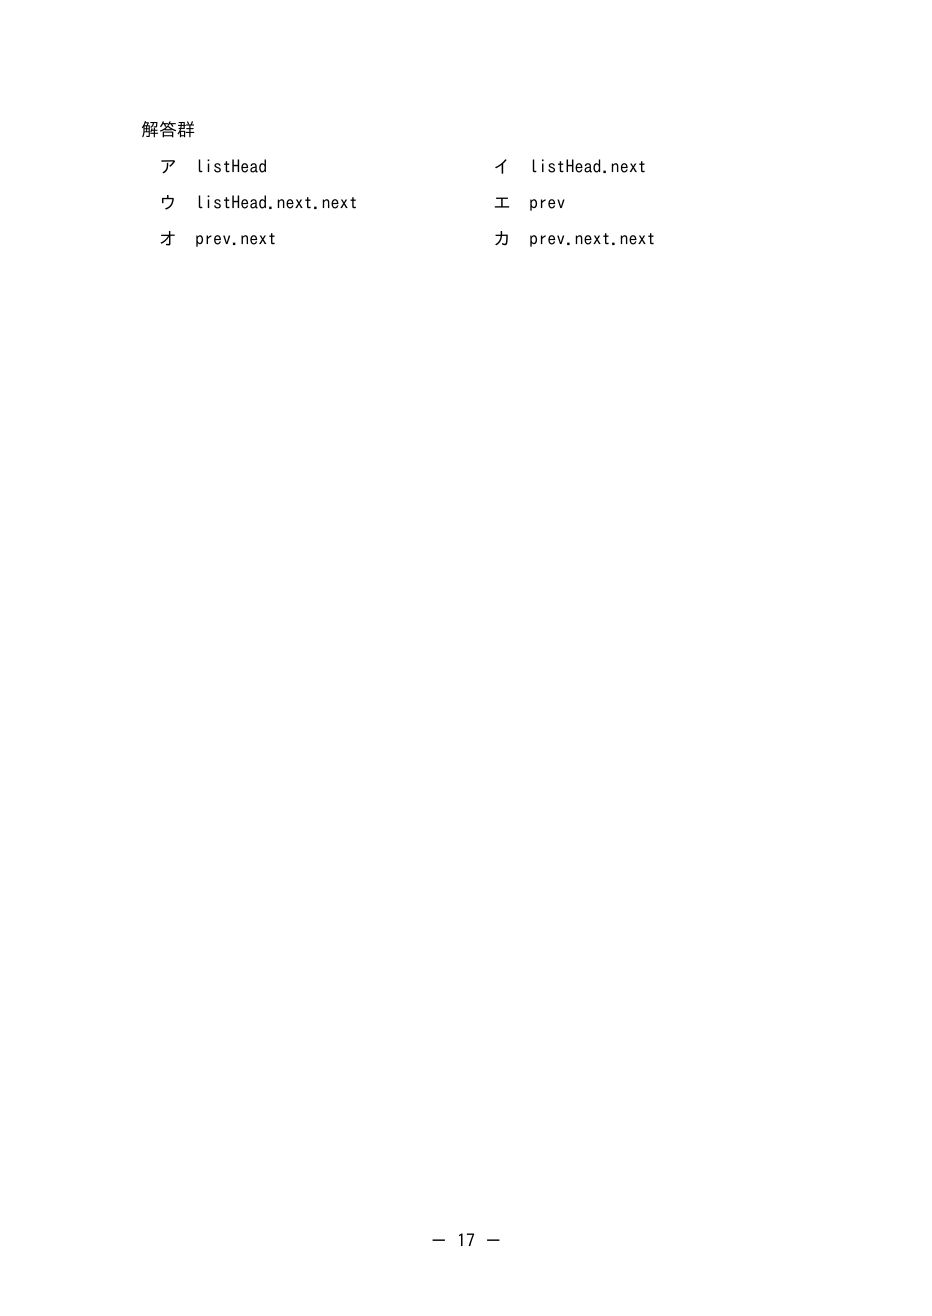 解答群
ア listHead イ listHead.next
ウ listHead.next.next エ prev
オ prev.next カ prev.next.next
― 17 ―